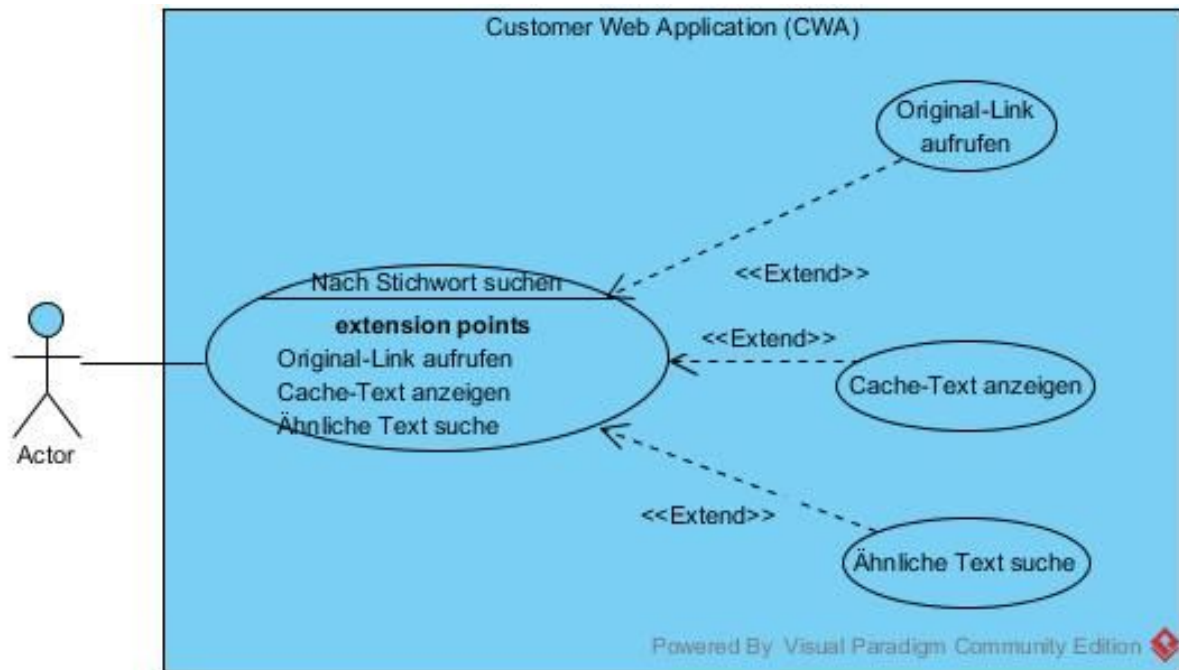 Customer Web Application (CWA)
Original-Link
aufrufen
<<Extend>>
Nach Stichwort suchen
extension points
Original-Link aufrufen
Cache-Text anzeigen
Ähnliche Text suche
<<Extend>>
Cache-Text anzeigen
Actor
<<Extend>>
Ähnliche Text suche
Powered By Visual Paradigm Community Edition